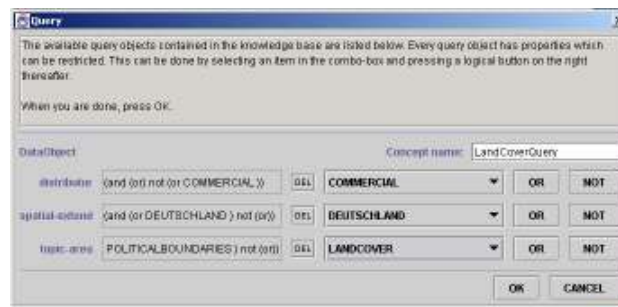 Query
The available query objects contained in the knowledge base are listed below. Every query object has properties which
can be restricted. This can be done by selecting an item in the combo-box and pressing a logical button on the right
thereafter.
When you are done, press OK.
DataObject Concept name: LandCoverQuery
distributor (and (or) not (or COMMERCIAL )) DEL COMMERCIAL OR NOT
spatial-extend (and (or DEUTSCHLAND ) not (or)) DEL DEUTSCHLAND OR NOT
topic-area POLITICALBOUNDARIES ) not (or)) DEL LANDCOVER OR NOT
OK CANCEL